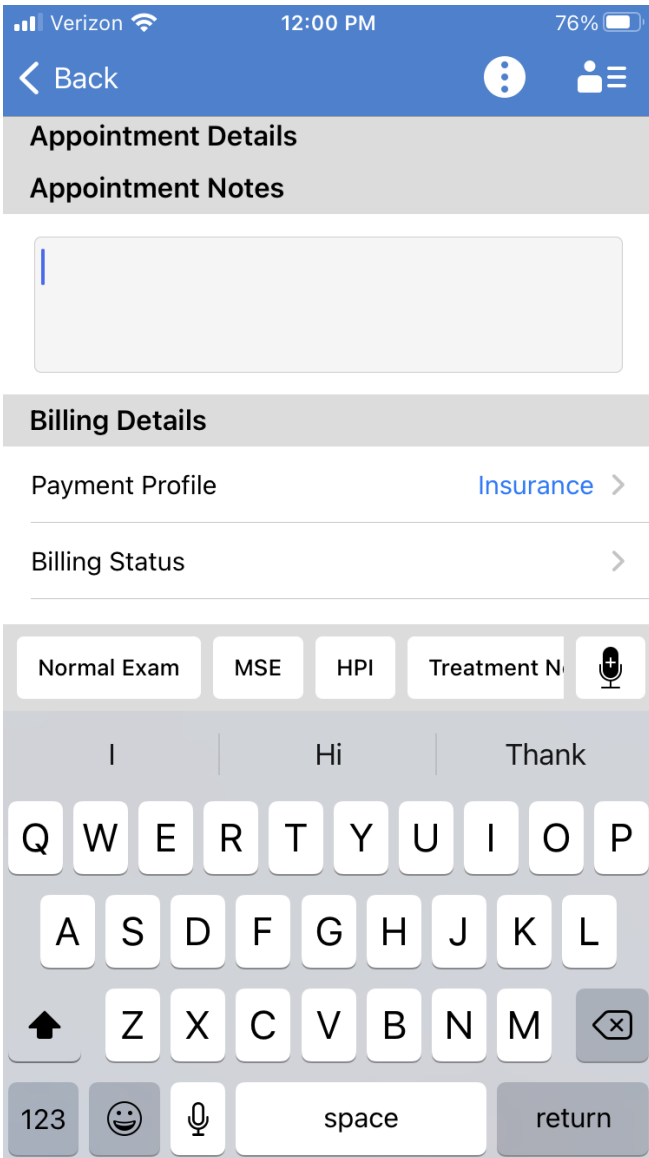 Verizon 12:00 PM 76%
Back
Appointment Details
Appointment Notes
Billing Details
Payment Profile Insurance
Billing Status
Normal Exam MSE HPI Treatment
I Hi Thank
Q W E R T Y U I O P
A S D F G H J K L
Z X C V B N M
123 space return